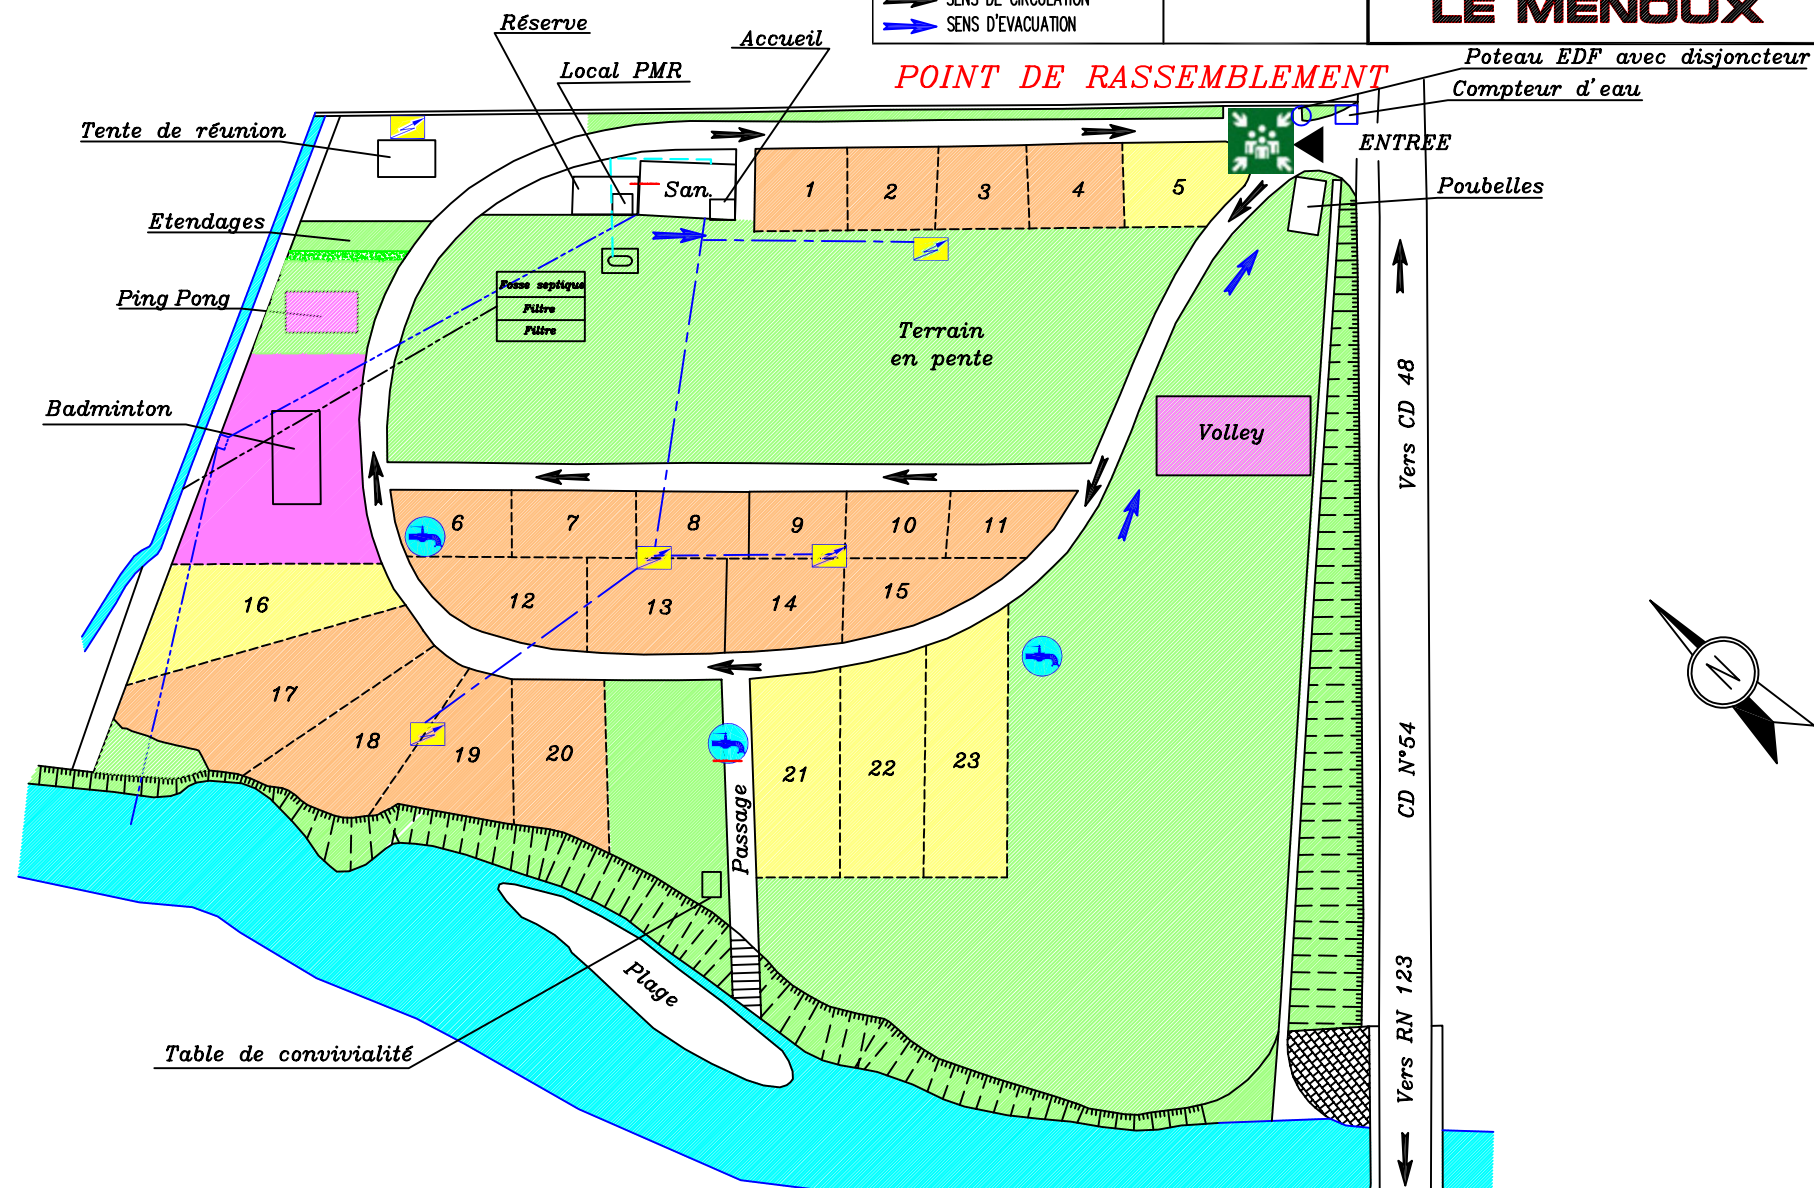 SENS DE CIRCULATION
SENS D'EVACUATION
LE MENOUX
Réserve
Accueil
Local PMR
POINT DE RASSEMBLEMENT
Poteau EDF avec disjoncteur
Compteur d'eau
Tente de réunion
ENTREE
San.
1
2
3
4
5
Poubelles
Etendages
Fosse septique
Filtre
Filtre
Ping Pong
Terrain
en pente
Badminton
Volley
Vers CD 48
6
7
8
9
10
11
12
13
14
15
16
17
18
19
20
21
22
23
N
CD N°54
Passage
Plage
Vers RN 123
Table de convivialité